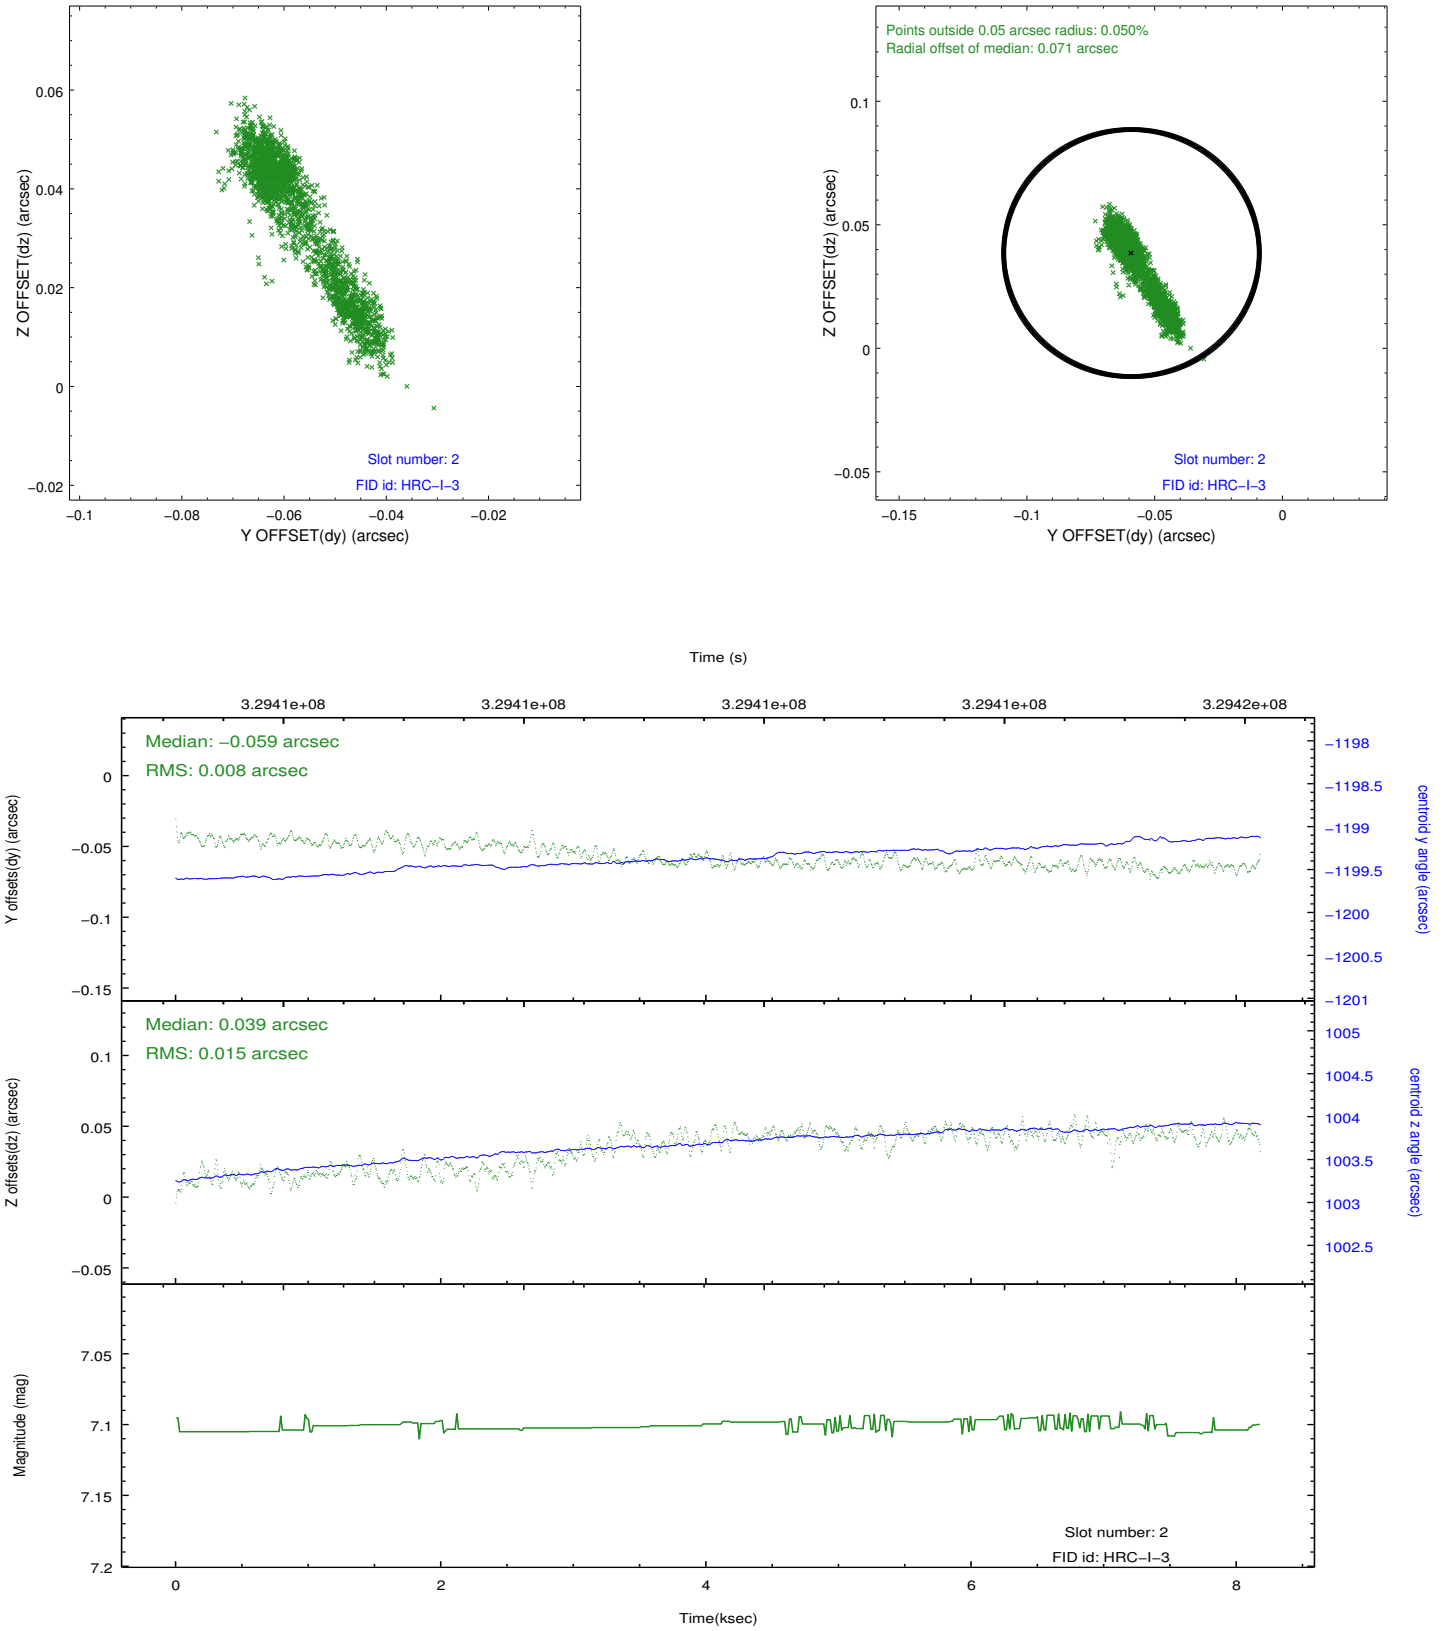 0.06
0.04
0.02
0
−0.02
−0.1
−0.08
−0.06
−0.04
−0.02
Z OFFSET(dz) (arcsec)
Y OFFSET(dy) (arcsec)
Slot number: 2
FID id: HRC−I−3
Points outside 0.05 arcsec radius: 0.050%
Radial offset of median: 0.071 arcsec
0.1
0.05
0
−0.05
−0.15
−0.1
−0.05
0
Z OFFSET(dz) (arcsec)
Y OFFSET(dy) (arcsec)
Slot number: 2
FID id: HRC−I−3
Time (s)
3.2941e+08
3.2941e+08
3.2941e+08
3.2941e+08
3.2942e+08
Median: −0.059 arcsec
RMS: 0.008 arcsec
0
−0.05
−0.1
−0.15
Y offsets(dy) (arcsec)
−1198
−1198.5
−1199
−1199.5
−1200
−1200.5
−1201
centroid y angle (arcsec)
Median: 0.039 arcsec
RMS: 0.015 arcsec
0.1
0.05
0
−0.05
Z offsets(dz) (arcsec)
1005
1004.5
1004
1003.5
1003
1002.5
centroid z angle (arcsec)
7.05
7.1
7.15
7.2
Magnitude (mag)
Slot number: 2
FID id: HRC−I−3
0
2
4
6
8
Time(ksec)